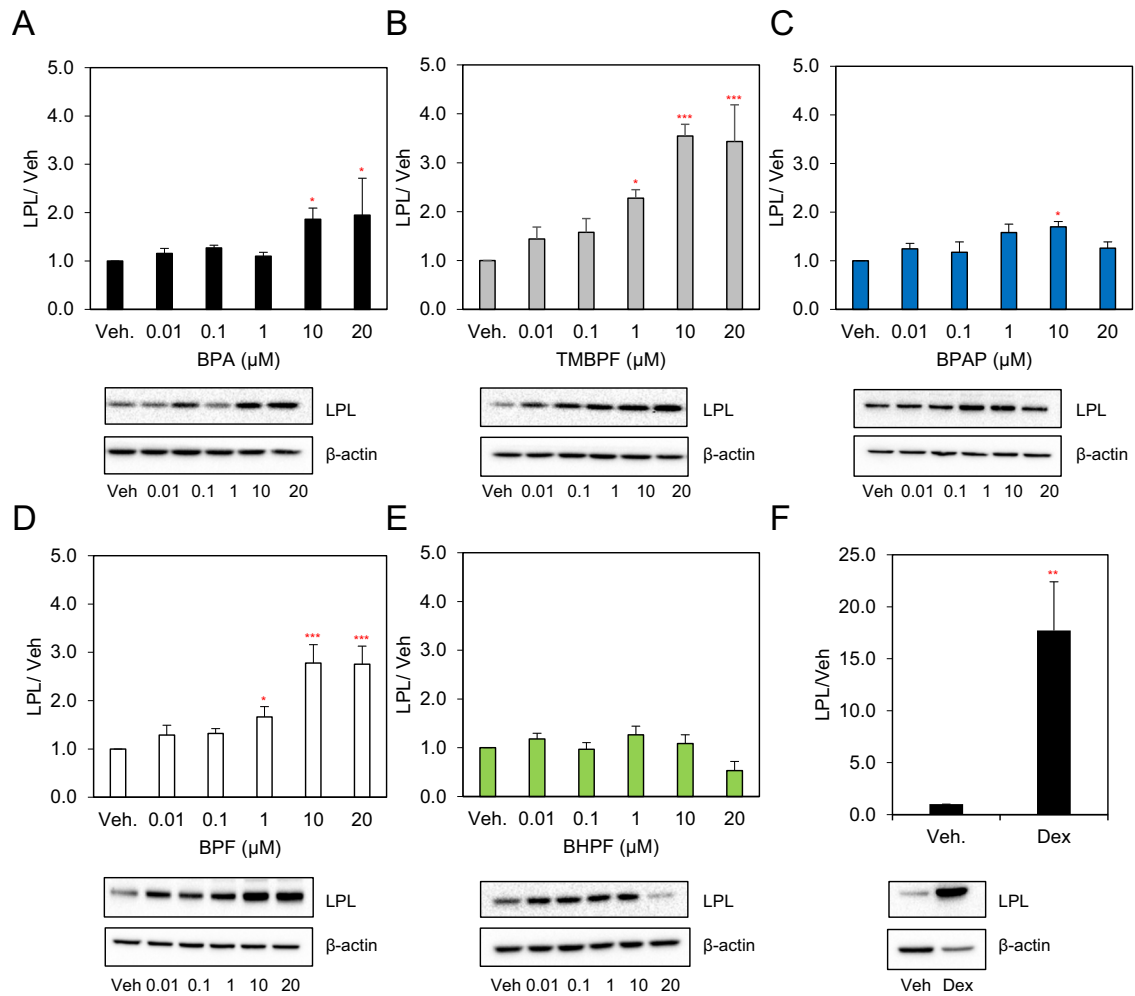 A
5.0
4.0
3.0
2.0
1.0
0.0
LPL/ Veh
*
*
Veh. 0.01 0.1 1 10 20
BPA (µM)
LPL
β-actin
Veh 0.01 0.1 1 10 20
B
5.0
4.0
3.0
2.0
1.0
0.0
LPL/ Veh
*
***
***
Veh. 0.01 0.1 1 10 20
TMBPF (µM)
LPL
β-actin
Veh 0.01 0.1 1 10 20
C
5.0
4.0
3.0
2.0
1.0
0.0
LPL/ Veh
*
Veh. 0.01 0.1 1 10 20
BPAP (µM)
LPL
β-actin
Veh 0.01 0.1 1 10 20
D
5.0
4.0
3.0
2.0
1.0
0.0
LPL/ Veh
*
***
***
Veh. 0.01 0.1 1 10 20
BPF (µM)
LPL
β-actin
Veh 0.01 0.1 1 10 20
E
5.0
4.0
3.0
2.0
1.0
0.0
LPL/ Veh
Veh. 0.01 0.1 1 10 20
BHPF (µM)
LPL
β-actin
Veh 0.01 0.1 1 10 20
F
25.0
20.0
15.0
10.0
5.0
0.0
LPL/Veh
**
Veh. Dex
LPL
β-actin
Veh Dex